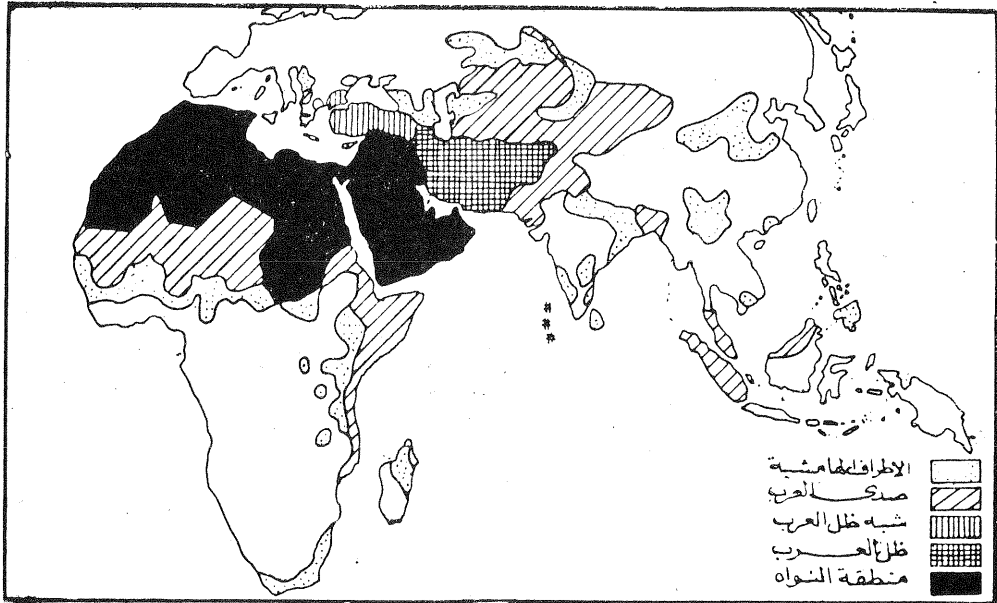 الاطراف الهامشية
صدى العرب
شبه ظل العرب
ظل العرب
منطقة النواه